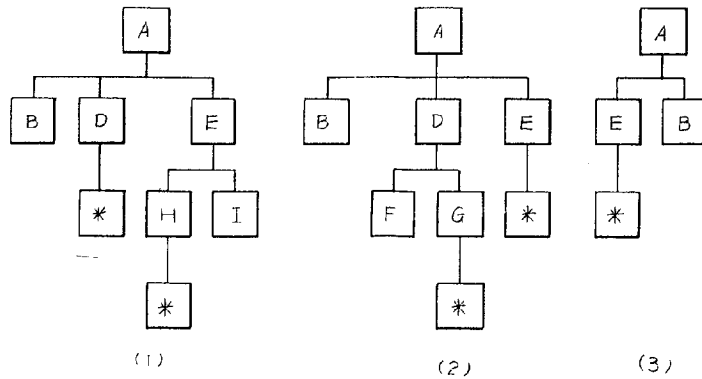 A A A
B D E B D E E B
* H I F G * *
* *
(1) (2) (3)